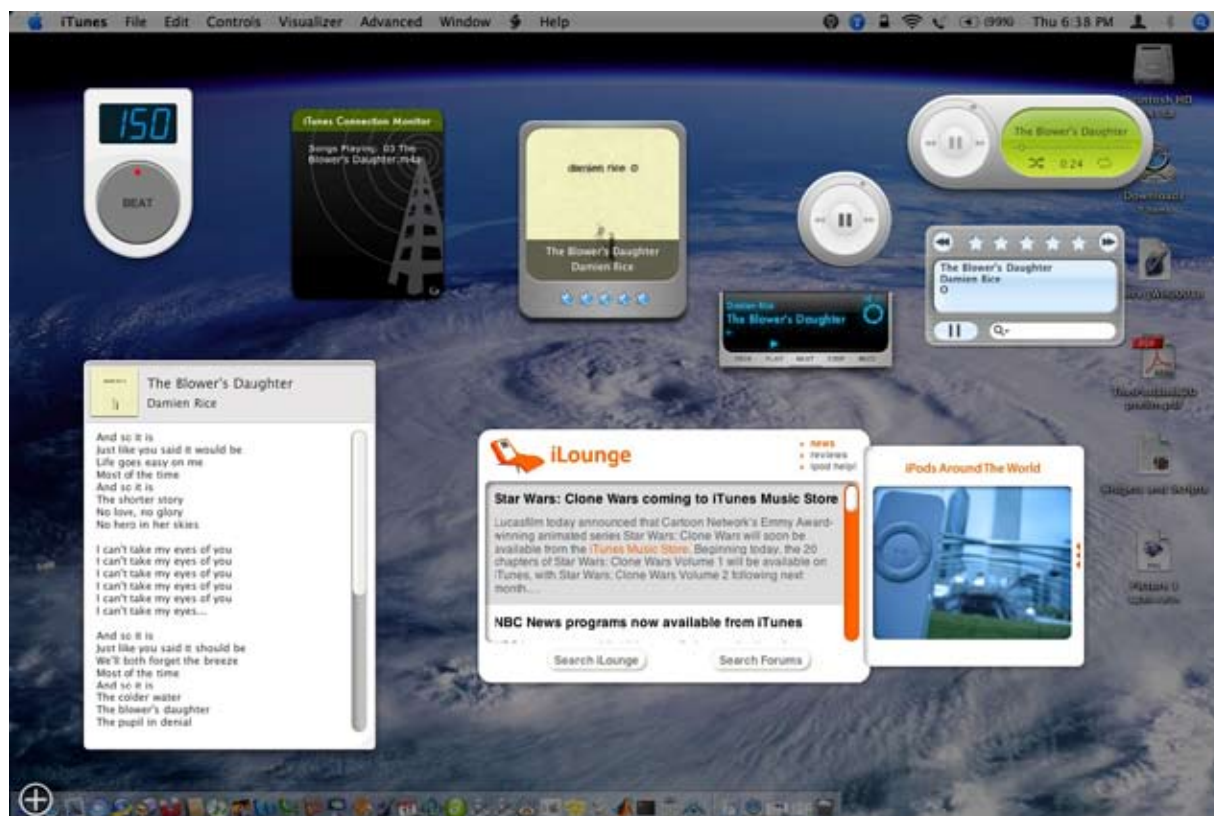 iTunes File Edit Controls Visualizer Advanced Window Help
(99%) Thu 6:38 PM
150
BEAT
iTunes Connection Monitor
Songs Playing: 03 The
Blower's Daughter.m4a
damien rice O
The Blower's Daughter
Damien Rice
The Blower's Daughter
0:24
Macintosh HD
Downloads
The Blower's Daughter
Damien Rice
O
Damien Rice
The Blower's Daughter
PLAY NEXT
PDF
Widgets and Scripts
Picture 1
The Blower's Daughter
Damien Rice
And so it is
Just like you said it would be
Life goes easy on me
Most of the time
And so it is
The shorter story
No love, no glory
No hero in her skies
I can't take my eyes of you
I can't take my eyes of you
I can't take my eyes of you
I can't take my eyes of you
I can't take my eyes of you
I can't take my eyes...
And so it is
Just like you said it should be
We'll both forget the breeze
Most of the time
And so it is
The colder water
The blower's daughter
The pupil in denial
iLounge
news
reviews
ipod help!
Star Wars: Clone Wars coming to iTunes Music Store
Lucasfilm today announced that Cartoon Network's Emmy Award-
winning animated series Star Wars: Clone Wars will soon be
available from the iTunes Music Store. Beginning today, the 20
chapters of Star Wars: Clone Wars Volume 1 will be available on
iTunes, with Star Wars: Clone Wars Volume 2 following next
month....
NBC News programs now available from iTunes
Search iLounge
Search Forums
iPods Around The World